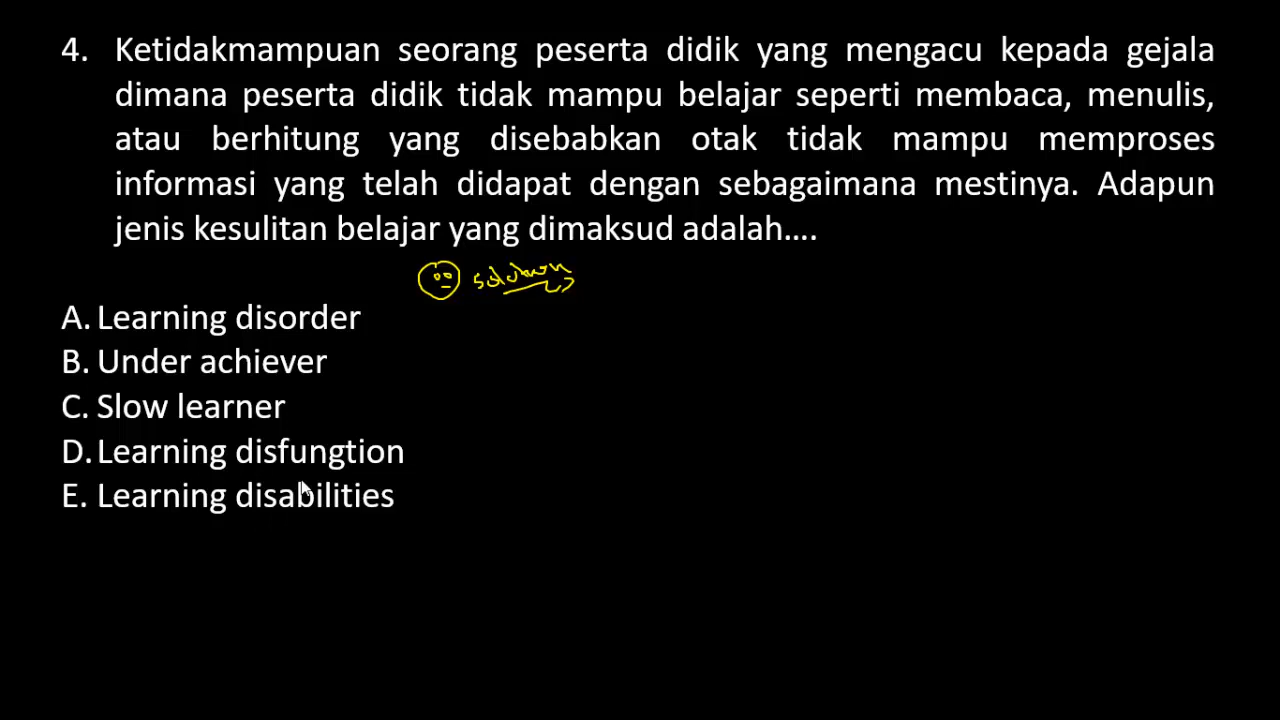 4. Ketidakmampuan seorang peserta didik yang mengacu kepada gejala
dimana peserta didik tidak mampu belajar seperti membaca, menulis,
atau berhitung yang disebabkan otak tidak mampu memproses
informasi yang telah didapat dengan sebagaimana mestinya. Adapun
jenis kesulitan belajar yang dimaksud adalah....
A. Learning disorder
B. Under achiever
C. Slow learner
D. Learning disfungtion
E. Learning disabilities